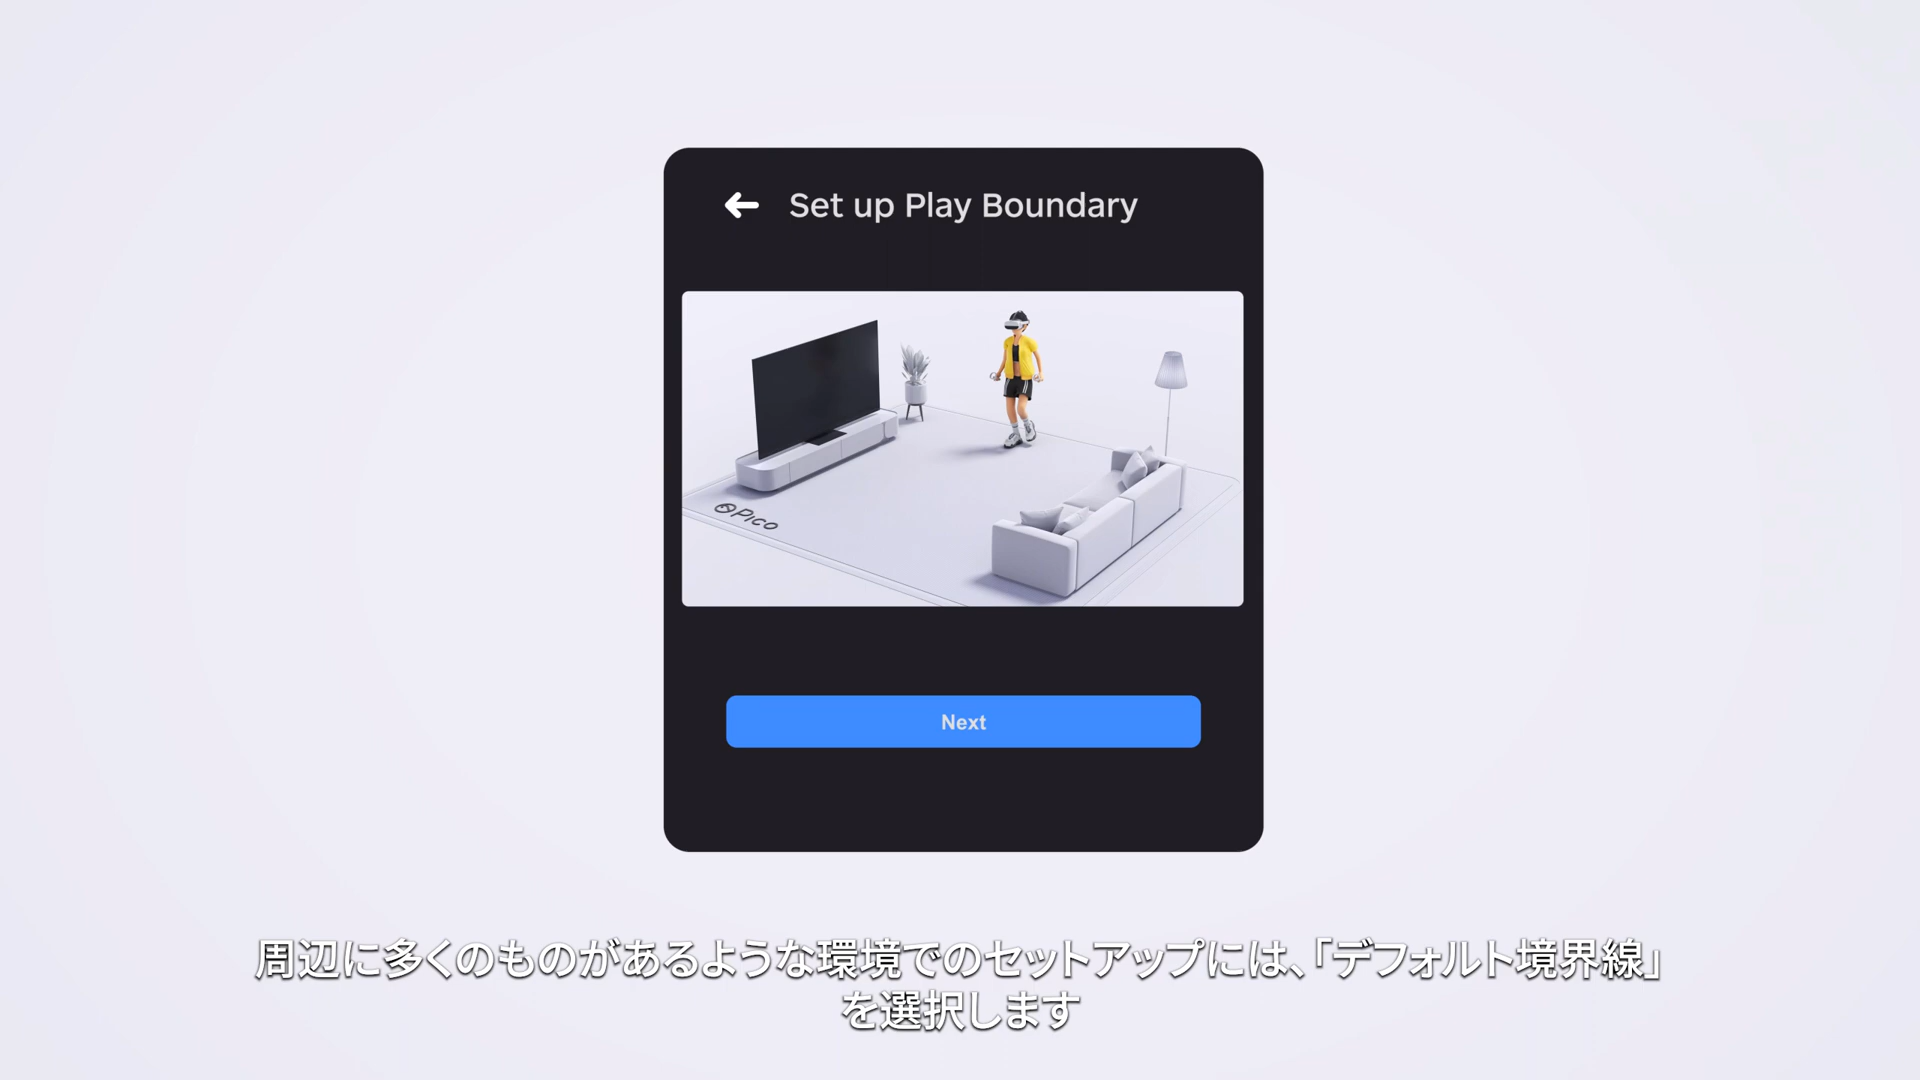 Set up Play Boundary
Pico
Next
周辺に多くのものがあるような環境でのセットアップには、「デフォルト境界線」
を選択します